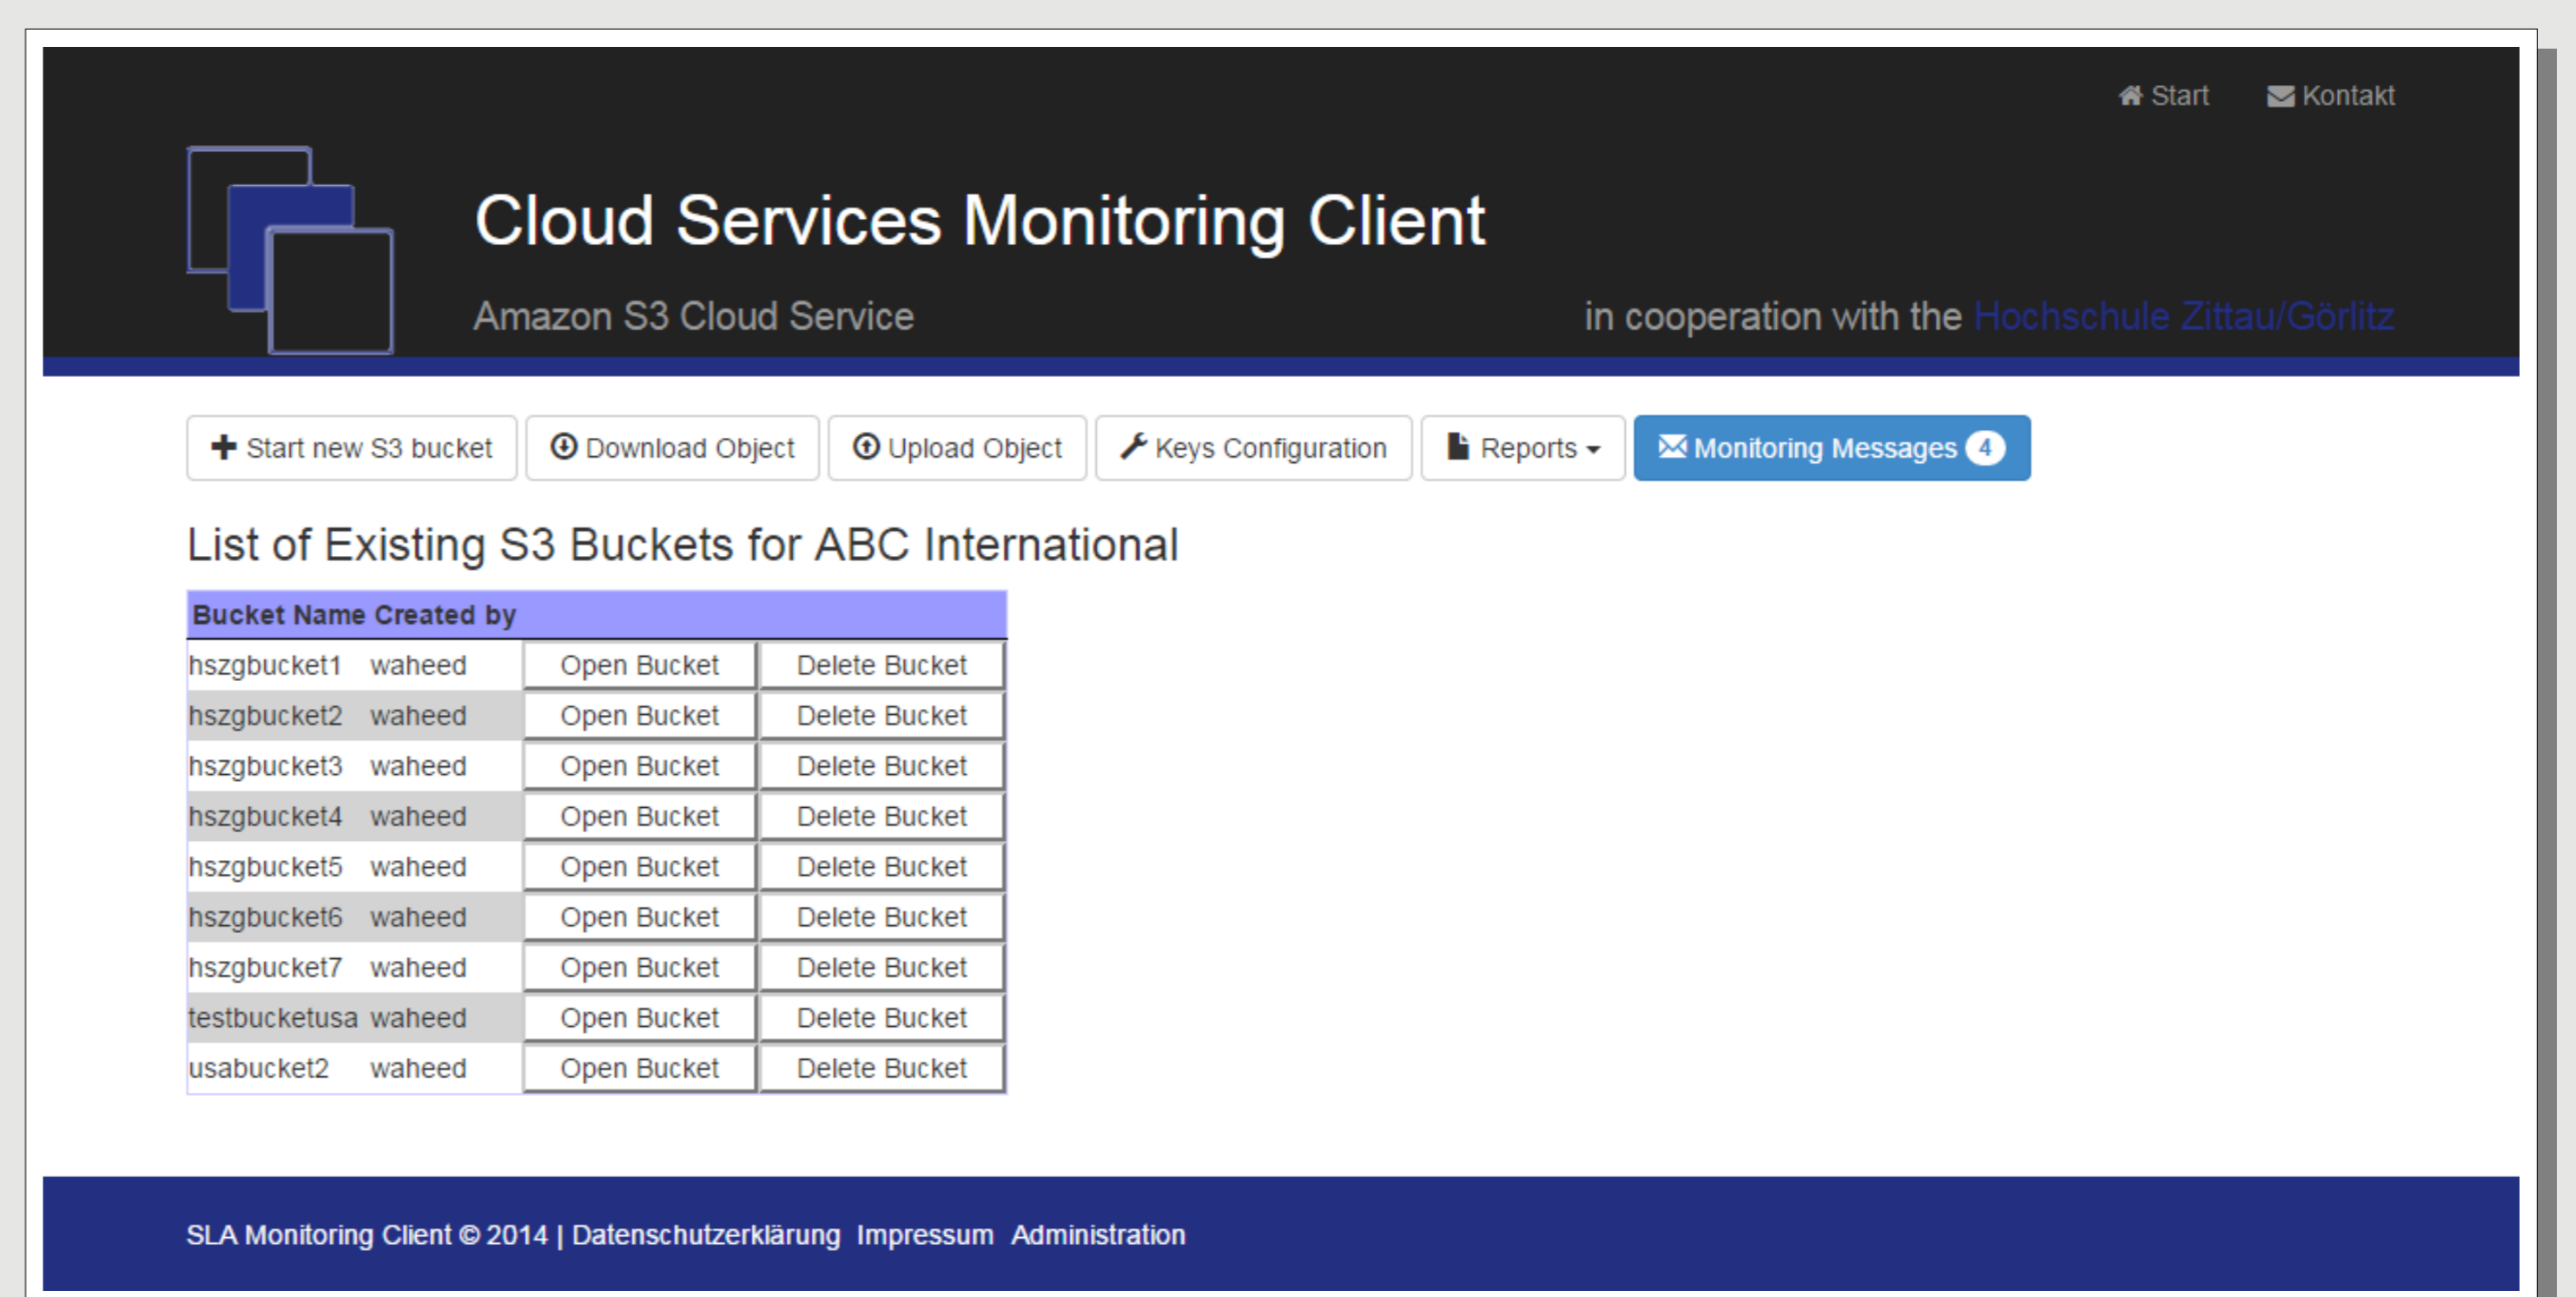 Start Kontakt
Cloud Services Monitoring Client
Amazon S3 Cloud Service in cooperation with the Hochschule Zittau/Görlitz
Start new S3 bucket Download Object Upload Object Keys Configuration Reports Monitoring Messages 4
List of Existing S3 Buckets for ABC International
Bucket Name Created by
hszgbucket1 waheed Open Bucket Delete Bucket
hszgbucket2 waheed Open Bucket Delete Bucket
hszgbucket3 waheed Open Bucket Delete Bucket
hszgbucket4 waheed Open Bucket Delete Bucket
hszgbucket5 waheed Open Bucket Delete Bucket
hszgbucket6 waheed Open Bucket Delete Bucket
hszgbucket7 waheed Open Bucket Delete Bucket
testbucketusa waheed Open Bucket Delete Bucket
usabucket2 waheed Open Bucket Delete Bucket
SLA Monitoring Client © 2014 | Datenschutzerklärung Impressum Administration